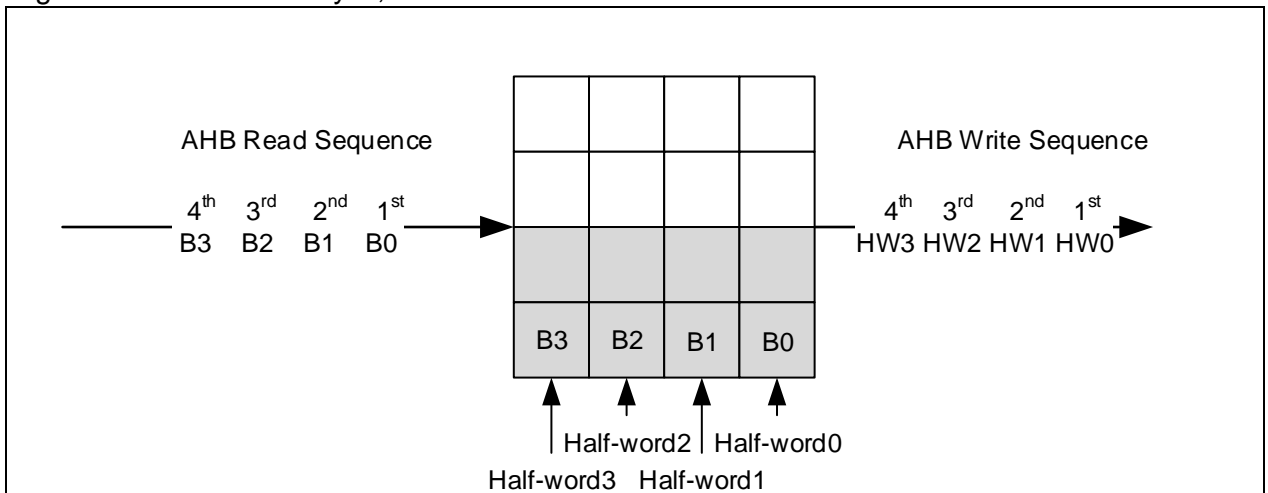 AHB Read Sequence
AHB Write Sequence
4th 3rd 2nd 1st
B3 B2 B1 B0
4th 3rd 2nd 1st
HW3 HW2 HW1 HW0
B3 B2 B1 B0
Half-word2 Half-word0
Half-word3 Half-word1